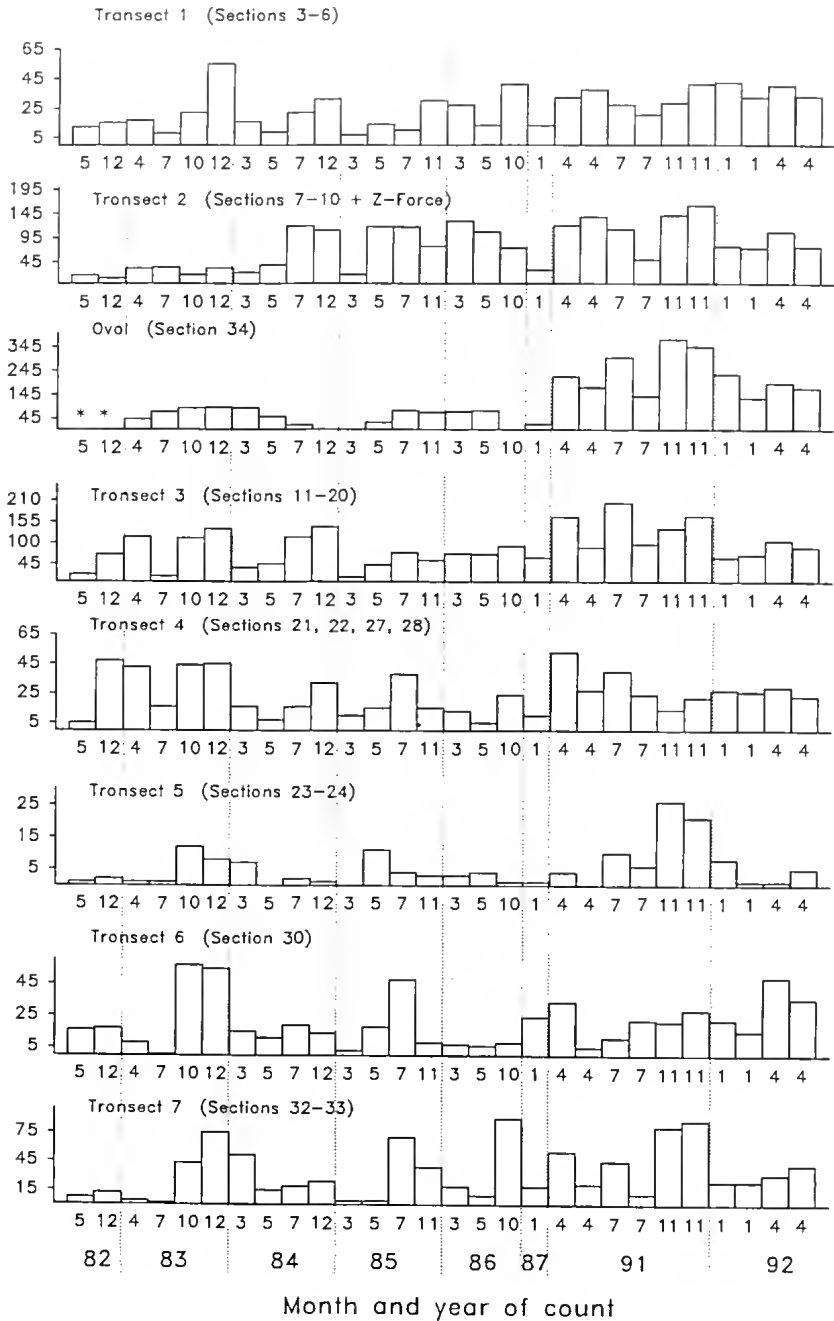 Transect 1 (Sections 3-6)
65
45
25
5
5 12 4 7 10 12 3 5 7 12 3 5 7 11 3 5 10 1 4 4 7 7 11 11 1 1 4 4
Tronsect 2 (Sections 7-10 + Z-Force)
195
145
95
45
5 12 4 7 10 12 3 5 7 12 3 5 7 11 3 5 10 1 4 4 7 7 11 11 1 1 4 4
Ovol (Section 34)
345
245
145
45
* *
5 12 4 7 10 12 3 5 7 12 3 5 7 11 3 5 10 1 4 4 7 7 11 11 1 1 4 4
Tronsect 3 (Sections 11-20)
210
155
100
45
5 12 4 7 10 12 3 5 7 12 3 5 7 11 3 5 10 1 4 4 7 7 11 11 1 1 4 4
Transect 4 (Sections 21, 22, 27, 28)
65
45
25
5
5 12 4 7 10 12 3 5 7 12 3 5 7 11 3 5 10 1 4 4 7 7 11 11 1 1 4 4
Tronsect 5 (Sections 23-24)
25
15
5
5 12 4 7 10 12 3 5 7 12 3 5 7 11 3 5 10 1 4 4 7 7 11 11 1 1 4 4
Tronsect 6 (Section 30)
45
25
5
5 12 4 7 10 12 3 5 7 12 3 5 7 11 3 5 10 1 4 4 7 7 11 11 1 1 4 4
Tronsect 7 (Sections 32-33)
75
45
15
5 12 4 7 10 12 3 5 7 12 3 5 7 11 3 5 10 1 4 4 7 7 11 11 1 1 4 4
82 83 84 85 86 87 91 92
Month and year of count